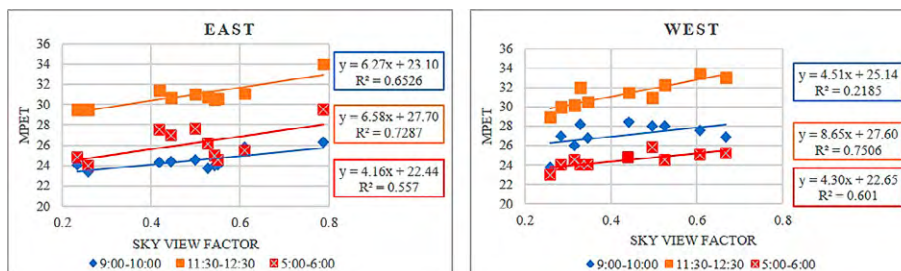 EAST
36
34
32
30
28
26
24
22
20
MPET
0.2 0.4 0.6 0.8
SKY VIEW FACTOR
9:00-10:00 11:30-12:30 5:00-6:00
y = 6.27x + 23.10
R² = 0.6526
y = 6.58x + 27.70
R² = 0.7287
y = 4.16x + 22.44
R² = 0.557
WEST
36
34
32
30
28
26
24
22
20
MPET
0.2 0.4 0.6 0.8
SKY VIEW FACTOR
9:00-10:00 11:30-12:30 5:00-6:00
y = 4.51x + 25.14
R² = 0.2185
y = 8.65x + 27.60
R² = 0.7506
y = 4.30x + 22.65
R² = 0.601